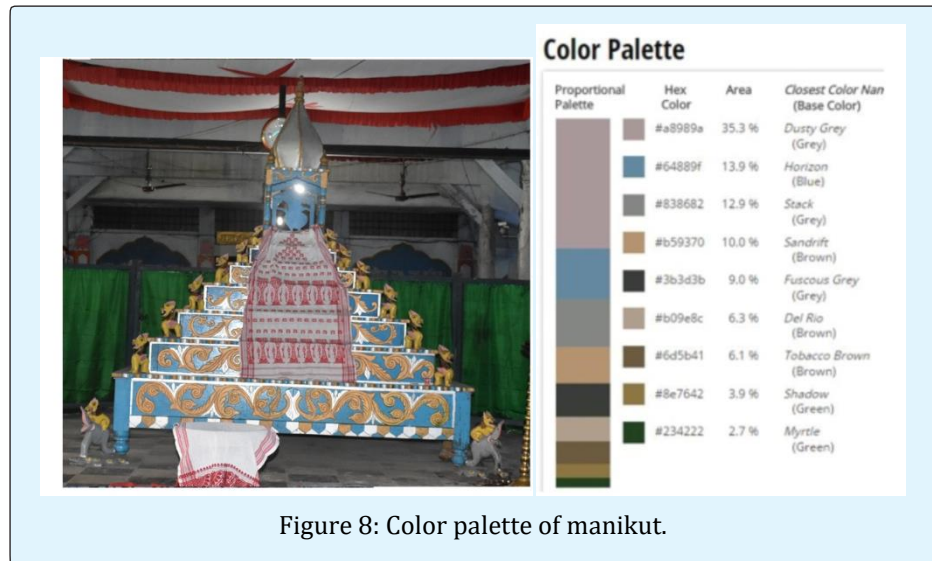 Color Palette
Proportional Palette Hex Color Area Closest Color Nam
(Base Color)
#a8989a 35.3 % Dusty Grey
(Grey)
#64889f 13.9 % Horizon
(Blue)
#838682 12.9 % Stack
(Grey)
#b59370 10.0 % Sandrift
(Brown)
#3b3d3b 9.0 % Fuscous Grey
(Grey)
#b09e8c 6.3 % Del Rio
(Brown)
#6d5b41 6.1 % Tobacco Brown
(Brown)
#8e7642 3.9 % Shadow
(Green)
#234222 2.7 % Myrtle
(Green)
Figure 8: Color palette of manikut.